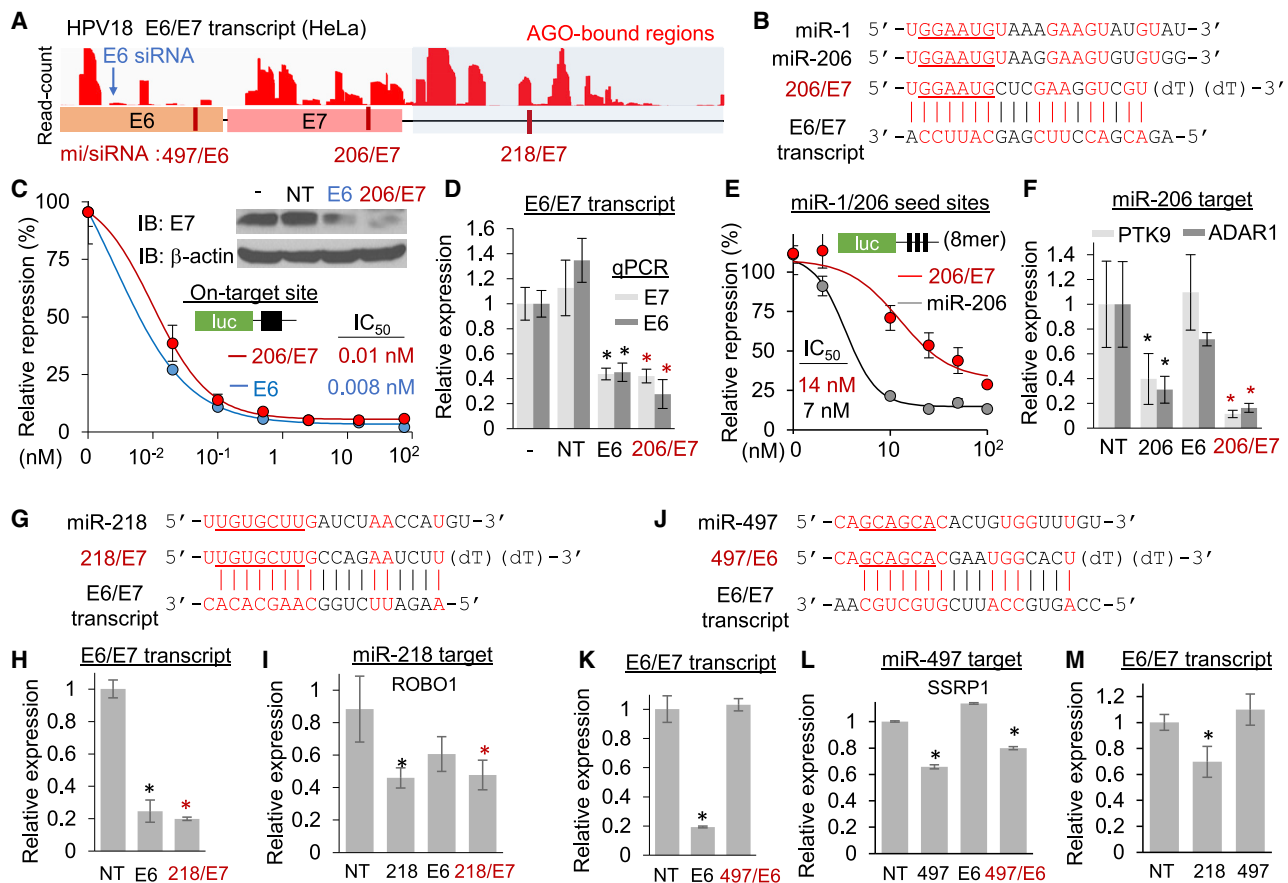 A
HPV18 E6/E7 transcript (HeLa)
AGO-bound regions
E6 siRNA
Read-count
E6
E7
mi/siRNA : 497/E6
206/E7
218/E7
B
miR-1 5'-UGGAAUGUAAAGAAGUAUGUAU-3'
miR-206 5'-UGGAAUGUAAGGAAGUGUGUGG-3'
206/E7 5'-UGGAAUGCUCGAAGGUCGU(dT)(dT)-3'
E6/E7 transcript 3'-ACCUUACGAGCUUCCAGCAGA-5'
C
- NT E6 206/E7
IB: E7
IB: β-actin
On-target site
luc
IC50
206/E7 0.01 nM
E6 0.008 nM
Relative repression (%)
100
75
50
25
0
(nM) 0 10-2 10-1 1 10 102
D
E6/E7 transcript
qPCR
E7
E6
* * * *
Relative expression
1.6
1.4
1.2
1
0.8
0.6
0.4
0.2
0
- NT E6 206/E7
E
miR-1/206 seed sites
luc (8mer)
206/E7
miR-206
IC50
14 nM
7 nM
Relative repression (%)
125
100
75
50
25
0
(nM) 0 10 102
F
miR-206 target
PTK9 ADAR1
* * * *
Relative expression
1.4
1.2
1
0.8
0.6
0.4
0.2
0
NT 206 E6 206/E7
G
miR-218 5'-UUGUGCUUGAUCUAACCAUGU-3'
218/E7 5'-UUGUGCUUGCCAGAAUCUU(dT)(dT)-3'
E6/E7 transcript 3'-CACACGAACGGUCUUAGAA-5'
J
miR-497 5'-CAGCAGCACACUGUGGUUUGU-3'
497/E6 5'-CAGCAGCACGAAUGGCACU(dT)(dT)-3'
E6/E7 transcript 3'-AACGUCGUGCUUACCGUGACC-5'
H
E6/E7 transcript
* *
Relative expression
1
0.8
0.6
0.4
0.2
0
NT E6 218/E7
I
miR-218 target
ROBO1
* *
Relative expression
1
0.8
0.6
0.4
0.2
0
NT 218 E6 218/E7
K
E6/E7 transcript
*
Relative expression
1
0.8
0.6
0.4
0.2
0
NT E6 497/E6
L
miR-497 target
SSRP1
* *
Relative expression
1
0.8
0.6
0.4
0.2
0
NT 497 E6 497/E6
M
E6/E7 transcript
*
Relative expression
1.2
1
0.8
0.6
0.4
0.2
0
NT 218 497